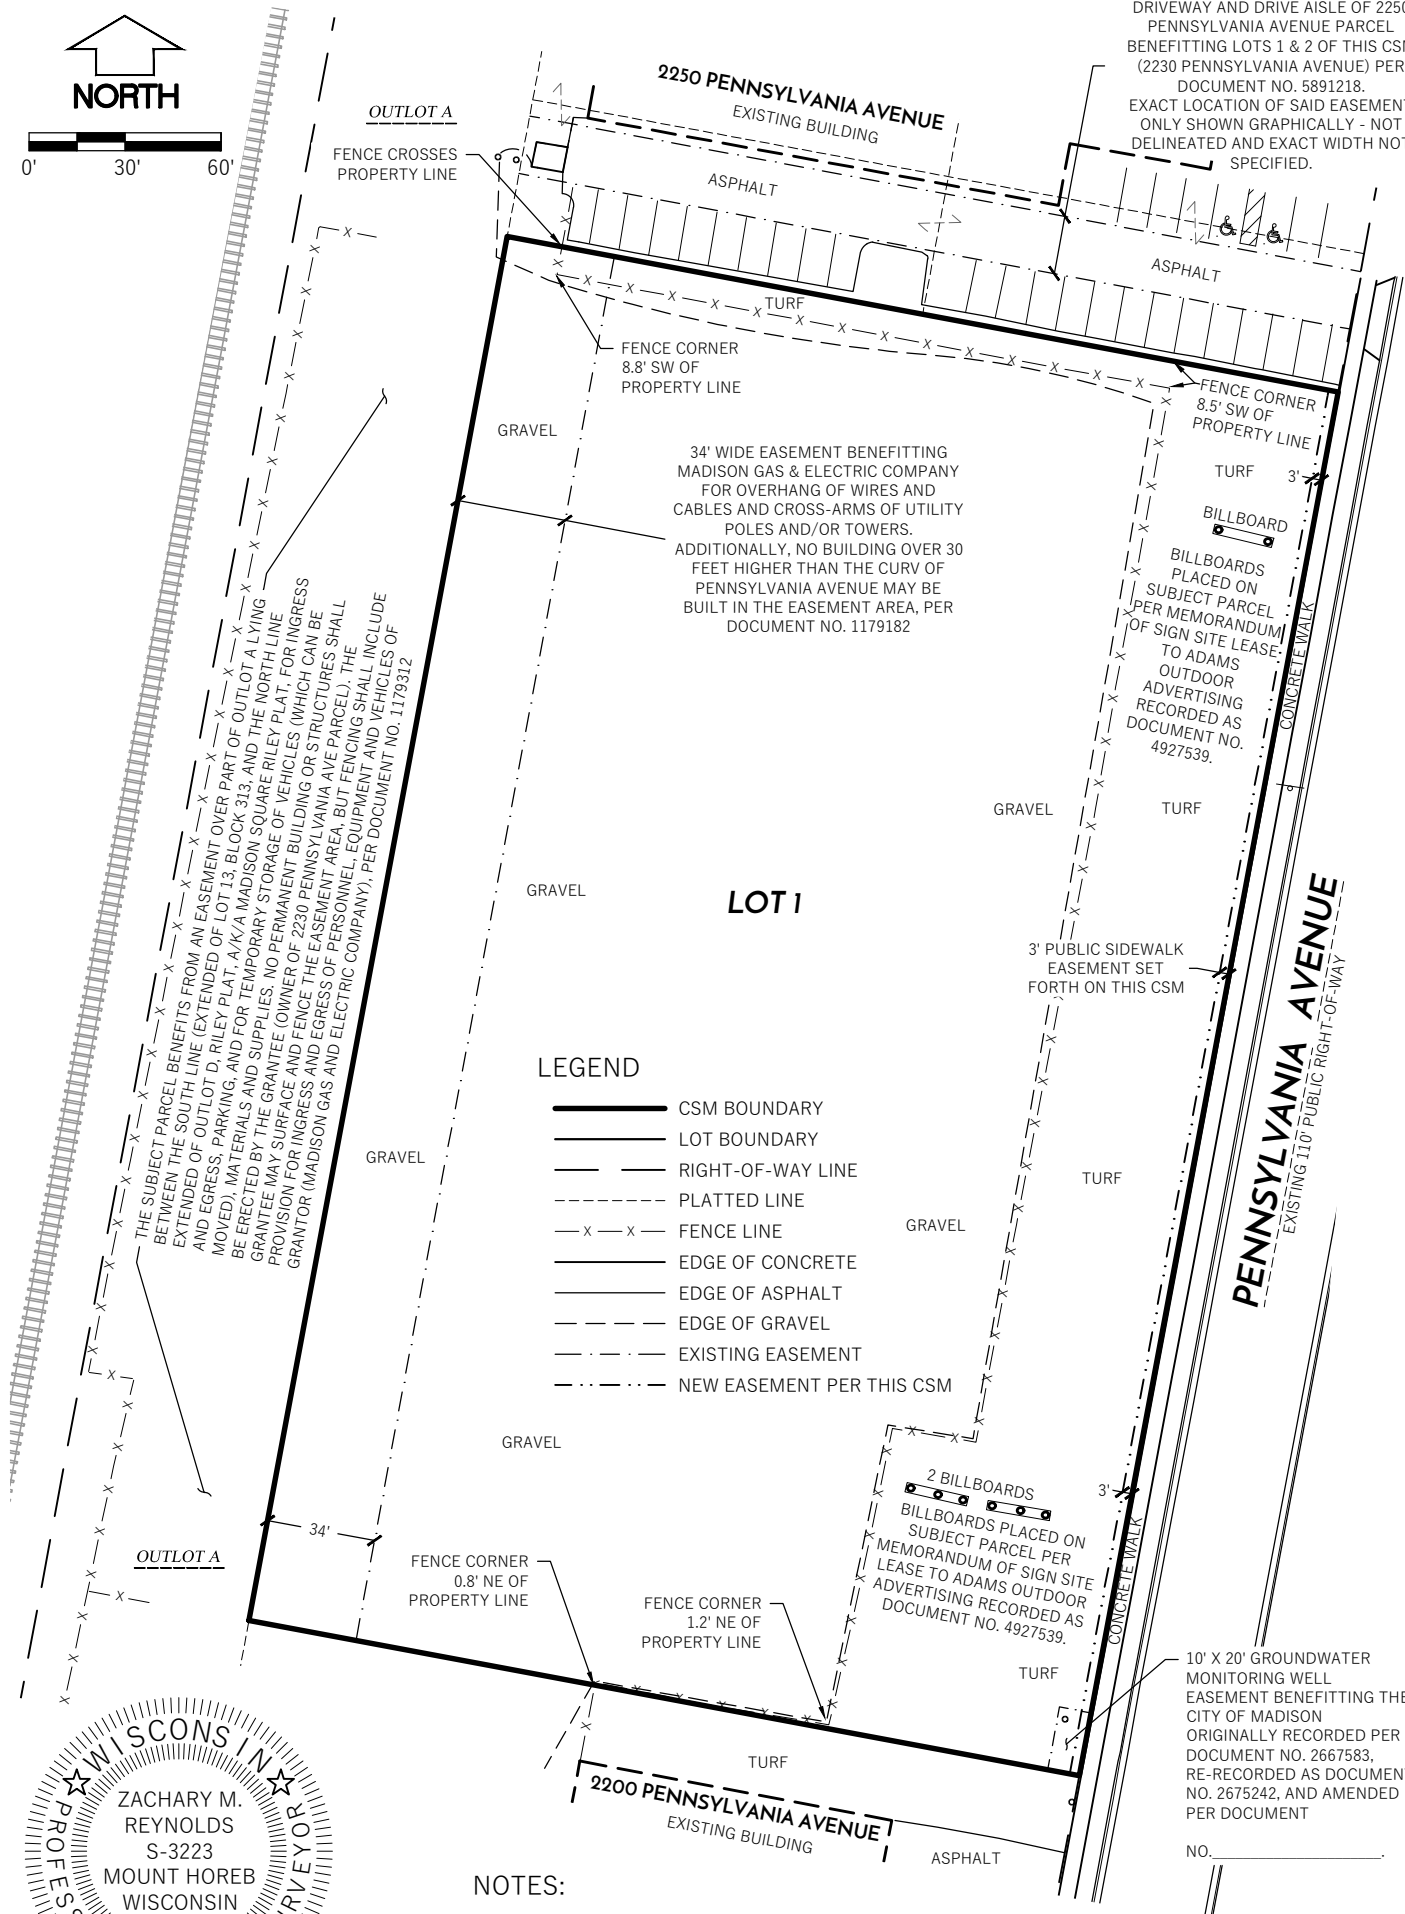 NORTH
0' 30' 60'
OUTLOT A
FENCE CROSSES
PROPERTY LINE
2250 PENNSYLVANIA AVENUE
EXISTING BUILDING
DRIVEWAY AND DRIVE AISLE OF 2250
PENNSYLVANIA AVENUE PARCEL
BENEFITTING LOTS 1 & 2 OF THIS CSM
(2230 PENNSYLVANIA AVENUE) PER
DOCUMENT NO. 5891218.
EXACT LOCATION OF SAID EASEMENT
ONLY SHOWN GRAPHICALLY - NOT
DELINEATED AND EXACT WIDTH NOT
SPECIFIED.
ASPHALT
ASPHALT
TURF
FENCE CORNER
8.8' SW OF
PROPERTY LINE
FENCE CORNER
8.5' SW OF
PROPERTY LINE
GRAVEL
TURF
3'
34' WIDE EASEMENT BENEFITTING
MADISON GAS & ELECTRIC COMPANY
FOR OVERHANG OF WIRES AND
CABLES AND CROSS-ARMS OF UTILITY
POLES AND/OR TOWERS.
ADDITIONALLY, NO BUILDING OVER 30
FEET HIGHER THAN THE CURV OF
PENNSYLVANIA AVENUE MAY BE
BUILT IN THE EASEMENT AREA, PER
DOCUMENT NO. 1179182
BILLBOARD
BILLBOARDS
PLACED ON
SUBJECT PARCEL
PER MEMORANDUM
OF SIGN SITE LEASE
TO ADAMS
OUTDOOR
ADVERTISING
RECORDED AS
DOCUMENT NO.
4927539.
CONCRETE WALK
THE SUBJECT PARCEL BENEFITS FROM AN EASEMENT OVER PART OF OUTLOT A LYING
BETWEEN THE SOUTH LINE (EXTENDED OF LOT 13, BLOCK 313, AND THE NORTH LINE
EXTENDED OF OUTLOT D, RILEY PLAT, A/K/A MADISON SQUARE RILEY PLAT, FOR INGRESS
AND EGRESS, PARKING, AND FOR TEMPORARY STORAGE OF VEHICLES (WHICH CAN BE
MOVED), MATERIALS AND SUPPLIES. NO PERMANENT BUILDING OR STRUCTURES SHALL
BE ERECTED BY THE GRANTEE (OWNER OF 2230 PENNSYLVANIA AVE PARCEL). THE
GRANTEE MAY SURFACE AND FENCE THE EASEMENT AREA, BUT FENCING SHALL INCLUDE
PROVISION FOR INGRESS AND EGRESS OF PERSONNEL, EQUIPMENT AND VEHICLES OF
GRANTOR (MADISON GAS AND ELECTRIC COMPANY), PER DOCUMENT NO. 1179312
GRAVEL
TURF
GRAVEL
LOT 1
3' PUBLIC SIDEWALK
EASEMENT SET
FORTH ON THIS CSM
PENNSYLVANIA AVENUE
EXISTING 110' PUBLIC RIGHT-OF-WAY
GRAVEL
TURF
GRAVEL
LEGEND
CSM BOUNDARY
LOT BOUNDARY
RIGHT-OF-WAY LINE
PLATTED LINE
X X FENCE LINE
EDGE OF CONCRETE
EDGE OF ASPHALT
EDGE OF GRAVEL
EXISTING EASEMENT
NEW EASEMENT PER THIS CSM
GRAVEL
2 BILLBOARDS
BILLBOARDS PLACED ON
SUBJECT PARCEL PER
MEMORANDUM OF SIGN SITE
LEASE TO ADAMS OUTDOOR
ADVERTISING RECORDED AS
DOCUMENT NO. 4927539.
3'
CONCRETE WALK
34'
OUTLOT A
FENCE CORNER
0.8' NE OF
PROPERTY LINE
FENCE CORNER
1.2' NE OF
PROPERTY LINE
TURF
10' X 20' GROUNDWATER
MONITORING WELL
EASEMENT BENEFITTING THE
CITY OF MADISON
ORIGINALLY RECORDED PER
DOCUMENT NO. 2667583,
RE-RECORDED AS DOCUMENT
NO. 2675242, AND AMENDED
PER DOCUMENT
NO.____________________.
TURF
2200 PENNSYLVANIA AVENUE
EXISTING BUILDING
ASPHALT
WISCONSIN
ZACHARY M.
REYNOLDS
S-3223
MOUNT HOREB
WISCONSIN
NOTES: